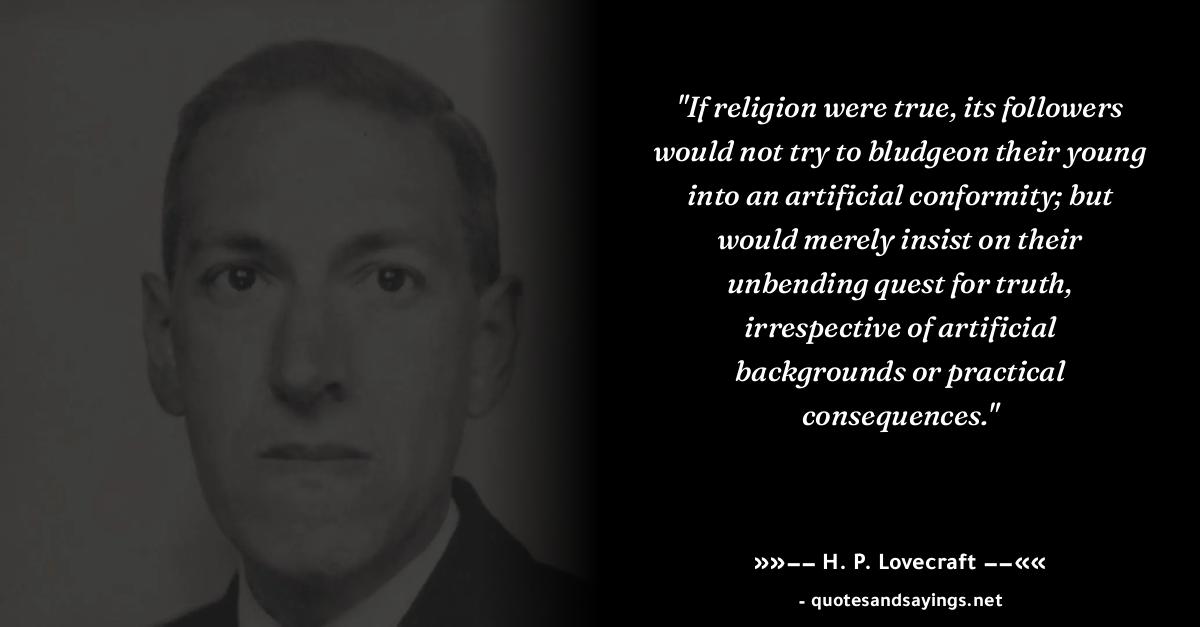 "If religion were true, its followers
would not try to bludgeon their young
into an artificial conformity; but
would merely insist on their
unbending quest for truth,
irrespective of artificial
backgrounds or practical
consequences."
»»−− H. P. Lovecraft −−««
- quotesandsayings.net